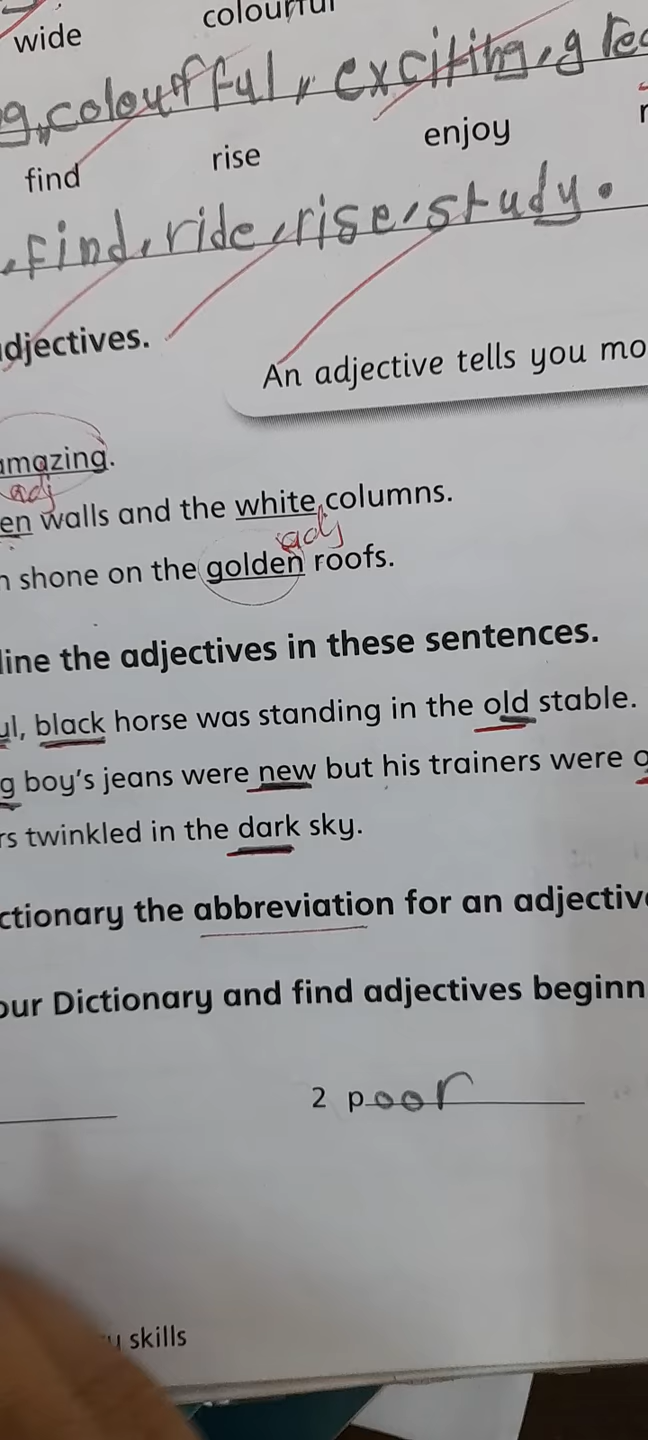 wide colourful
g, colourful, exciting, g
find rise enjoy
, find, ride, rise, study.
djectives.
An adjective tells you mo
amazing.
adj
en walls and the white columns.
adj
n shone on the golden roofs.
line the adjectives in these sentences.
ul, black horse was standing in the old stable.
g boy's jeans were new but his trainers were o
rs twinkled in the dark sky.
ctionary the abbreviation for an adjectiv
our Dictionary and find adjectives beginn
2 poor
skills